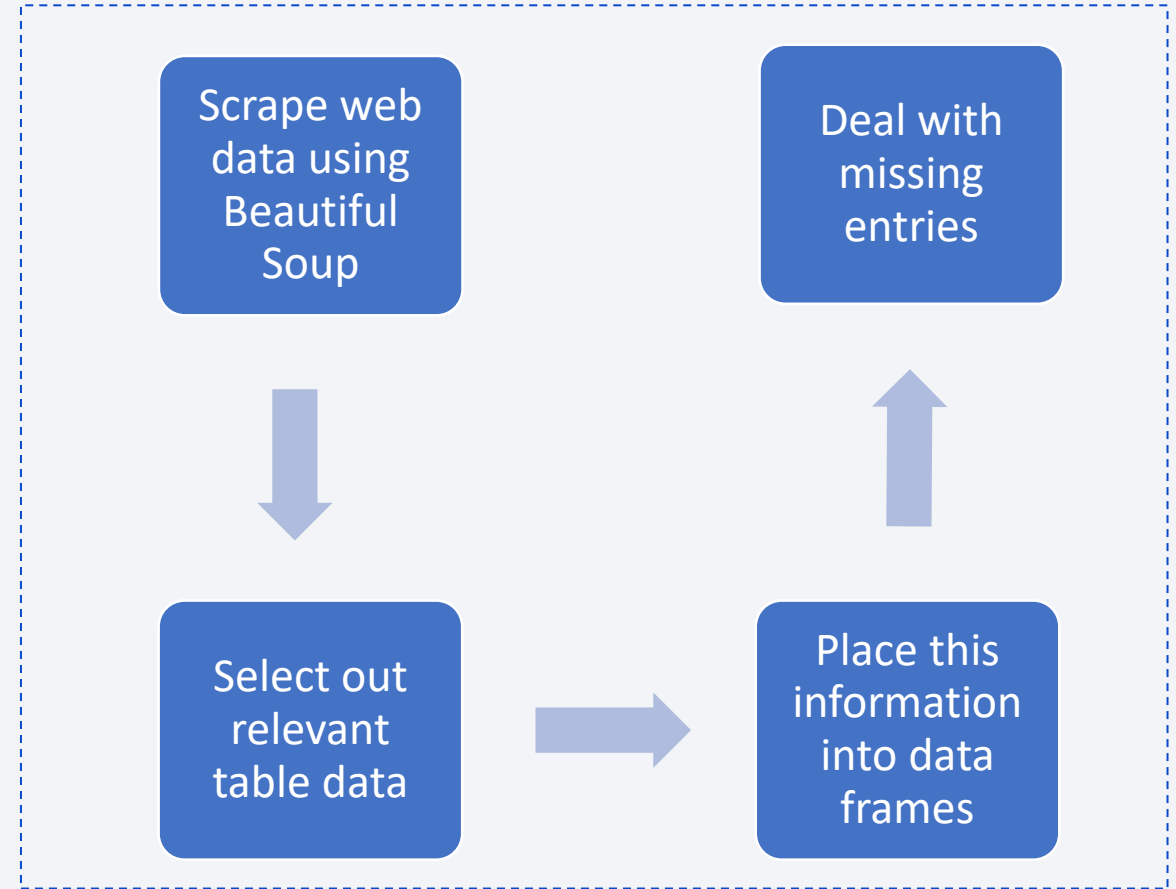 Scrape web
data using
Beautiful
Soup
Select out
relevant
table data
Place this
information
into data
frames
Deal with
missing
entries